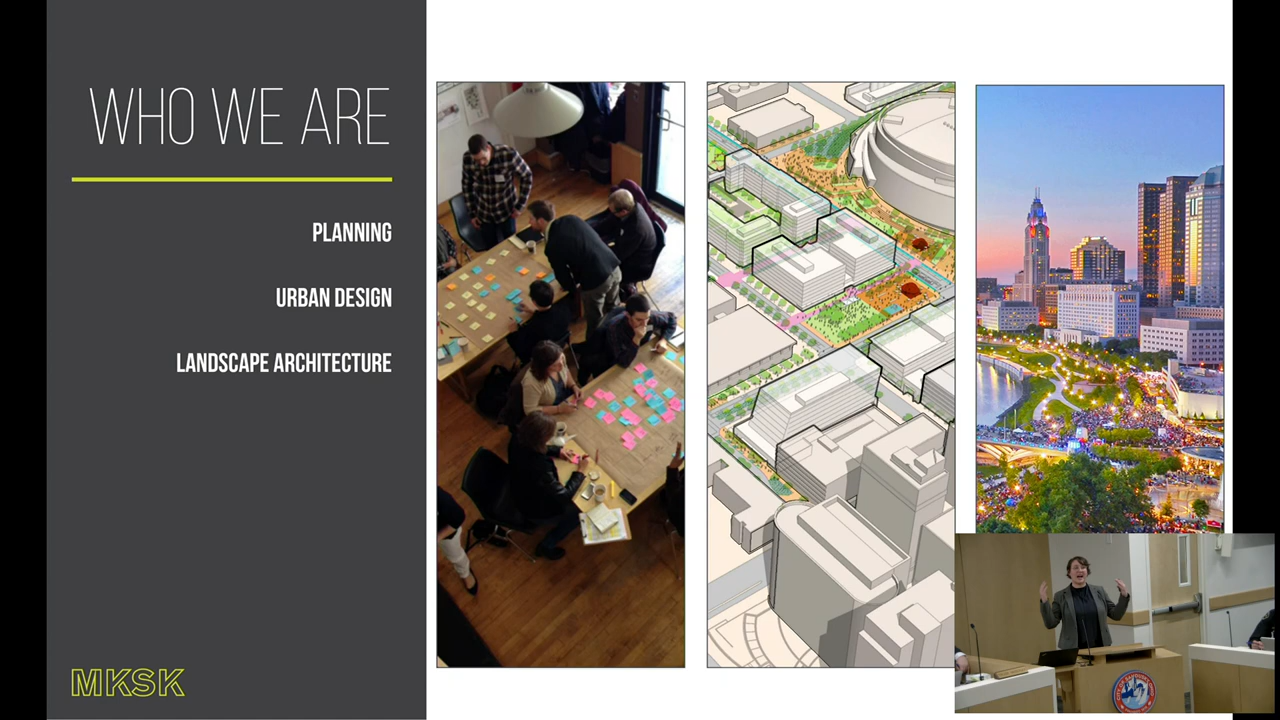 WHO WE ARE
PLANNING
URBAN DESIGN
LANDSCAPE ARCHITECTURE
MKSK